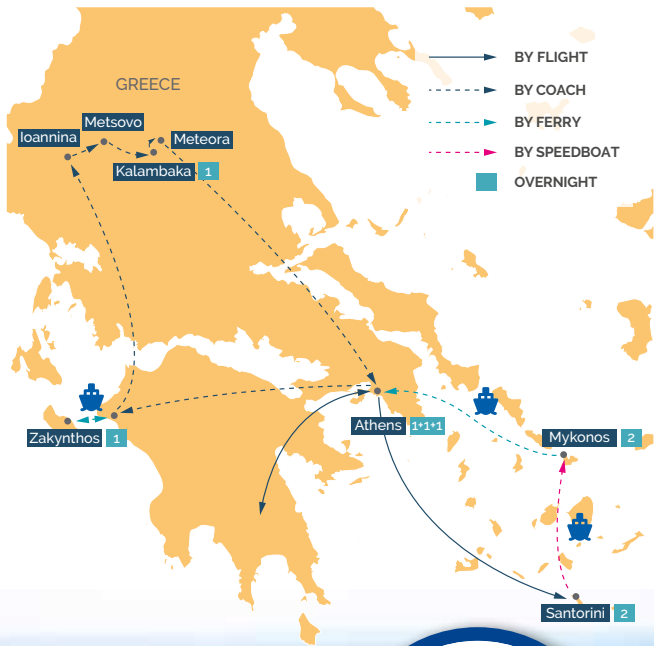 GREECE
BY FLIGHT
BY COACH
BY FERRY
BY SPEEDBOAT
OVERNIGHT
Metsovo
Ioannina
Meteora
Kalambaka 1
Athens 1+1+1
Zakynthos 1
Mykonos 2
Santorini 2